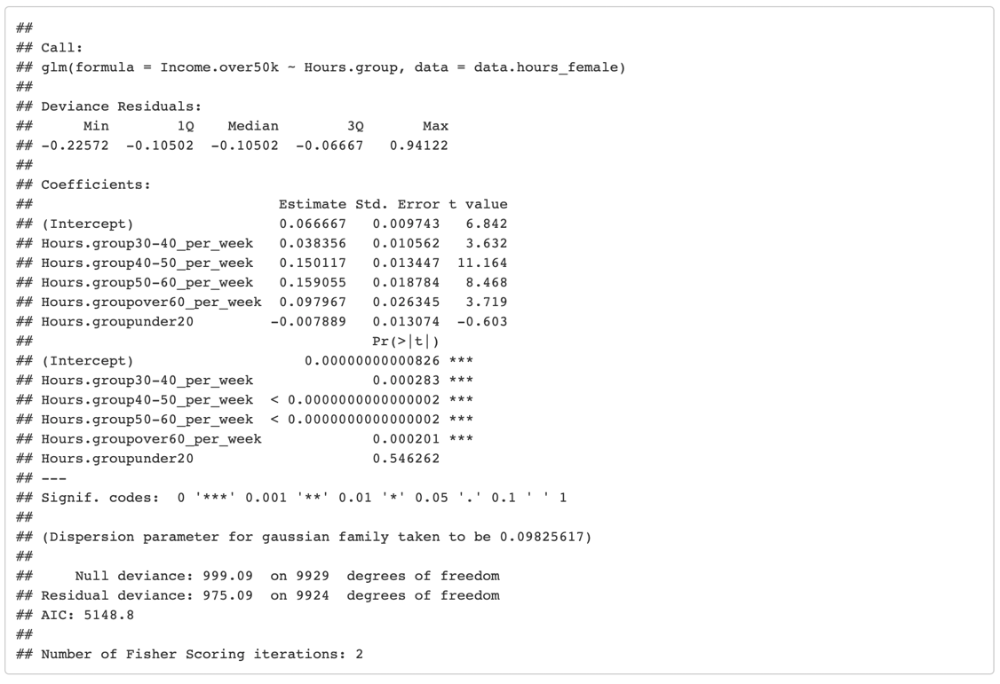 ##
## Call:
## glm(formula = Income.over50k ~ Hours.group, data = data.hours_female)
##
## Deviance Residuals:
##      Min        1Q    Median        3Q       Max
## -0.22572  -0.10502  -0.10502  -0.06667   0.94122
##
## Coefficients:
##                             Estimate Std. Error t value
## (Intercept)                 0.066667   0.009743   6.842
## Hours.group30-40_per_week   0.038356   0.010562   3.632
## Hours.group40-50_per_week   0.150117   0.013447  11.164
## Hours.group50-60_per_week   0.159055   0.018784   8.468
## Hours.groupover60_per_week  0.097967   0.026345   3.719
## Hours.groupunder20         -0.007889   0.013074  -0.603
##                                        Pr(>|t|)
## (Intercept)                    0.00000000000826 ***
## Hours.group30-40_per_week              0.000283 ***
## Hours.group40-50_per_week  < 0.0000000000000002 ***
## Hours.group50-60_per_week  < 0.0000000000000002 ***
## Hours.groupover60_per_week             0.000201 ***
## Hours.groupunder20                     0.546262
## ---
## Signif. codes:  0 '***' 0.001 '**' 0.01 '*' 0.05 '.' 0.1 ' ' 1
##
## (Dispersion parameter for gaussian family taken to be 0.09825617)
##
##     Null deviance: 999.09  on 9929  degrees of freedom
## Residual deviance: 975.09  on 9924  degrees of freedom
## AIC: 5148.8
##
## Number of Fisher Scoring iterations: 2